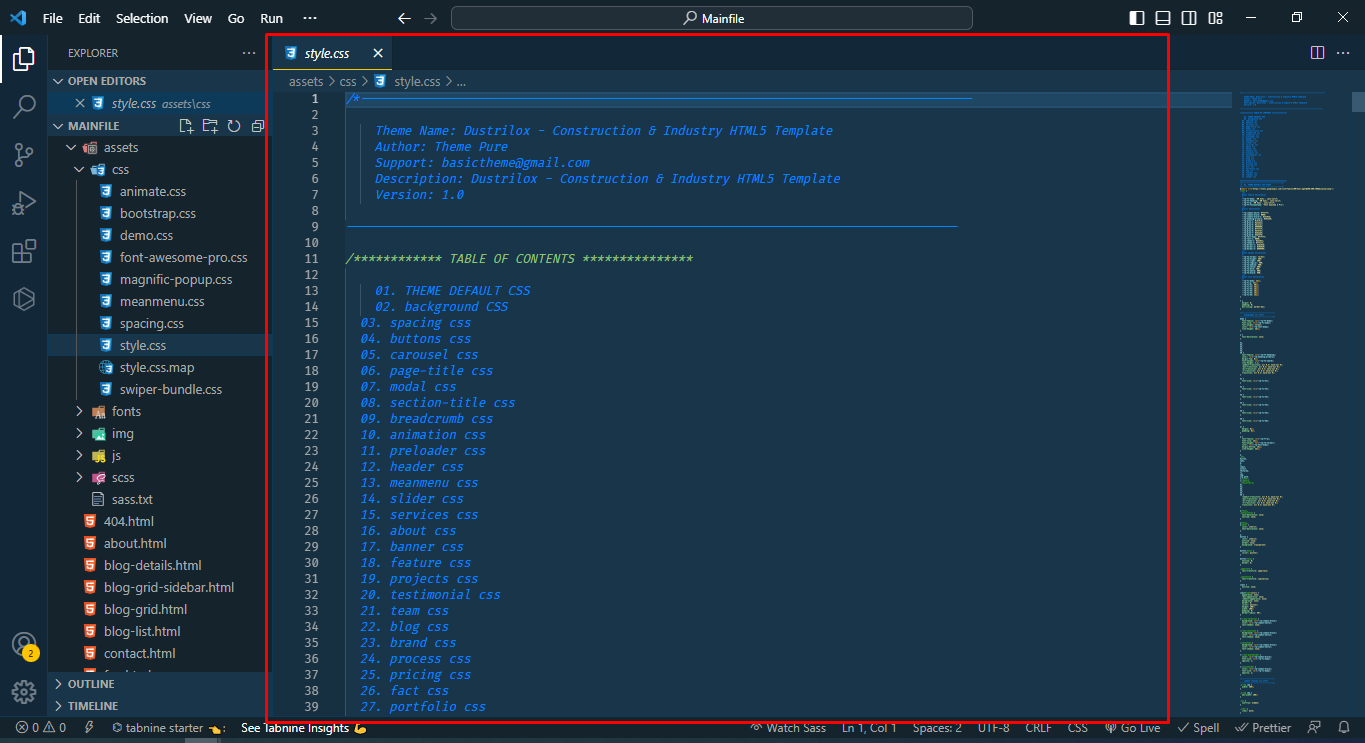 File Edit Selection View Go Run ··· Mainfile
EXPLORER ···
OPEN EDITORS
style.css assets\css
MAINFILE
assets
css
animate.css
bootstrap.css
demo.css
font-awesome-pro.css
magnific-popup.css
meanmenu.css
spacing.css
style.css
style.css.map
swiper-bundle.css
fonts
img
js
scss
sass.txt
404.html
about.html
blog-details.html
blog-grid-sidebar.html
blog-grid.html
blog-list.html
contact.html
OUTLINE
TIMELINE
style.css
assets > css > style.css > ...
1 /*-----------------------------------------------------------------------------------
2
3 Theme Name: Dustrilox - Construction & Industry HTML5 Template
4 Author: Theme Pure
5 Support: basictheme@gmail.com
6 Description: Dustrilox - Construction & Industry HTML5 Template
7 Version: 1.0
8
9 -----------------------------------------------------------------------------------
10
11 /************ TABLE OF CONTENTS ***************
12
13 01. THEME DEFAULT CSS
14 02. background CSS
15 03. spacing css
16 04. buttons css
17 05. carousel css
18 06. page-title css
19 07. modal css
20 08. section-title css
21 09. breadcrumb css
22 10. animation css
23 11. preloader css
24 12. header css
25 13. meanmenu css
26 14. slider css
27 15. services css
28 16. about css
29 17. banner css
30 18. feature css
31 19. projects css
32 20. testimonial css
33 21. team css
34 22. blog css
35 23. brand css
36 24. process css
37 25. pricing css
38 26. fact css
39 27. portfolio css
2
0 0 tabnine starter : See Tabnine Insights Watch Sass Ln 1, Col 1 Spaces: 2 UTF-8 CRLF CSS Go Live Spell Prettier